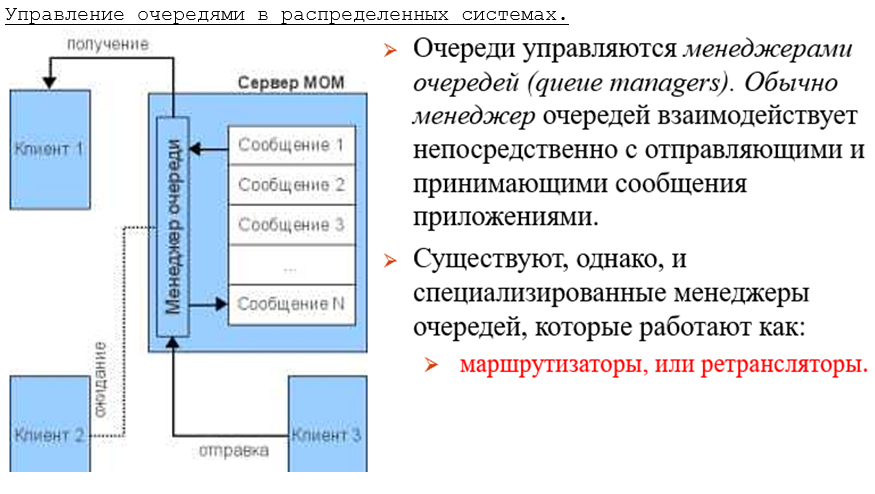 Управление очередями в распределенных системах.
получение
Сервер МОМ
Клиент 1
Менеджер очереди
Сообщение 1
Сообщение 2
Сообщение 3
...
Сообщение N
ожидание
Клиент 2
отправка
Клиент 3
Очереди управляются менеджерами
очередей (queue managers). Обычно
менеджер очередей взаимодействует
непосредственно с отправляющими и
принимающими сообщения
приложениями.
Существуют, однако, и
специализированные менеджеры
очередей, которые работают как:
маршрутизаторы, или ретрансляторы.